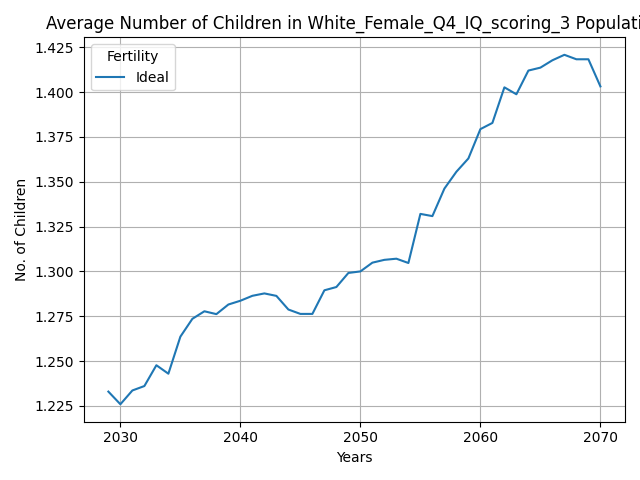 Average Number of Children in White_Female_Q4_IQ_scoring_3 Populati
Fertility
Ideal
1.425
1.400
1.375
1.350
1.325
1.300
1.275
1.250
1.225
No. of Children
2030 2040 2050 2060 2070
Years